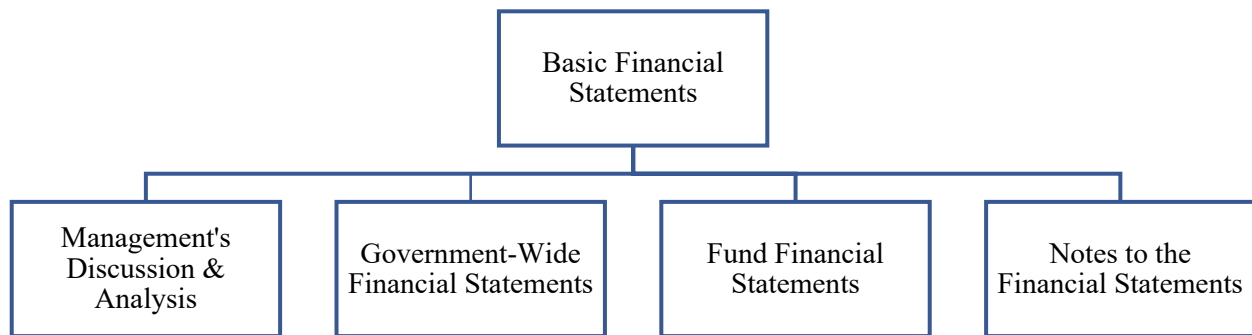 Basic Financial
Statements
Management's
Discussion &
Analysis
Government-Wide
Financial Statements
Fund Financial
Statements
Notes to the
Financial Statements